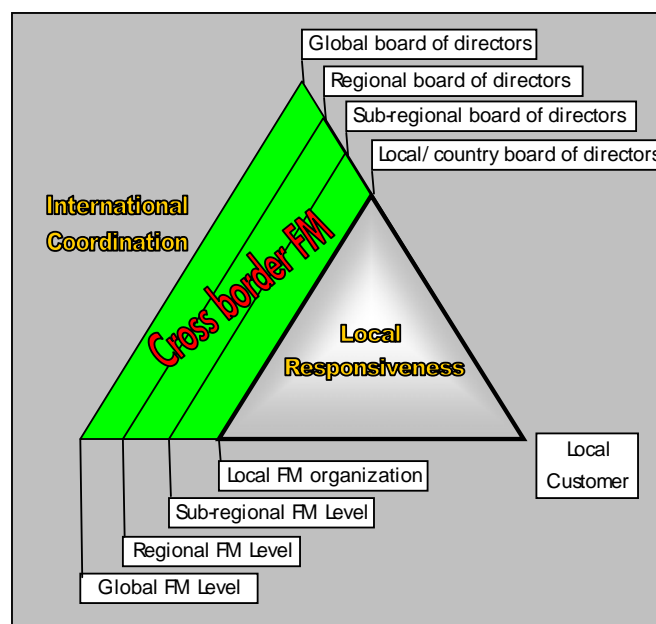 Global board of directors
Regional board of directors
Sub-regional board of directors
Local/ country board of directors
International
Coordination
Cross border FM
Local
Responsiveness
Local
Customer
Local FM organization
Sub-regional FM Level
Regional FM Level
Global FM Level